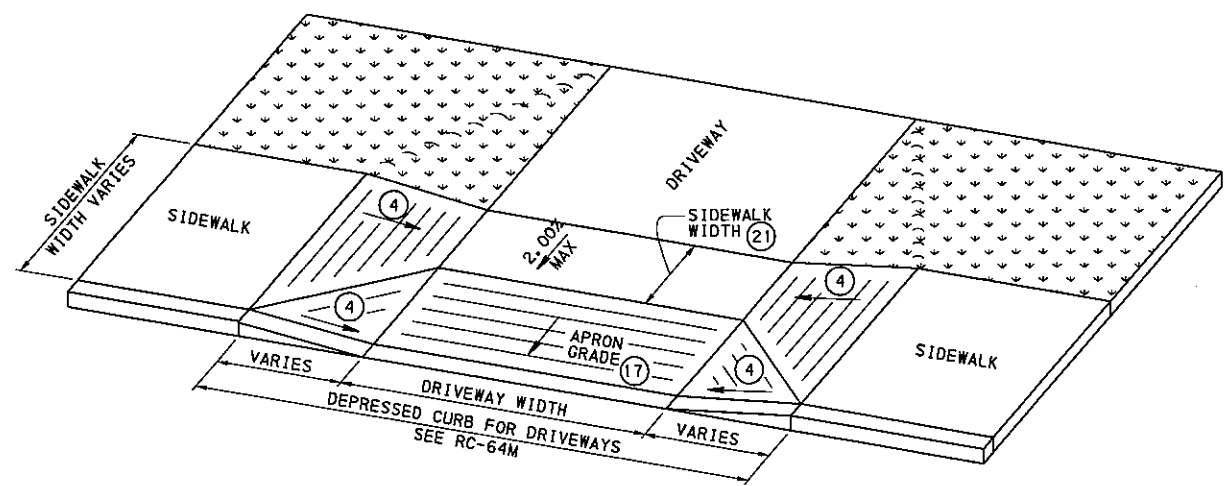 DRIVEWAY
SIDEWALK
WIDTH VARIES
SIDEWALK
4
SIDEWALK
WIDTH 21
2.00%
MAX
4
4
APRON
GRADE 17
4
SIDEWALK
VARIES
DRIVEWAY WIDTH
VARIES
DEPRESSED CURB FOR DRIVEWAYS
SEE RC-64M